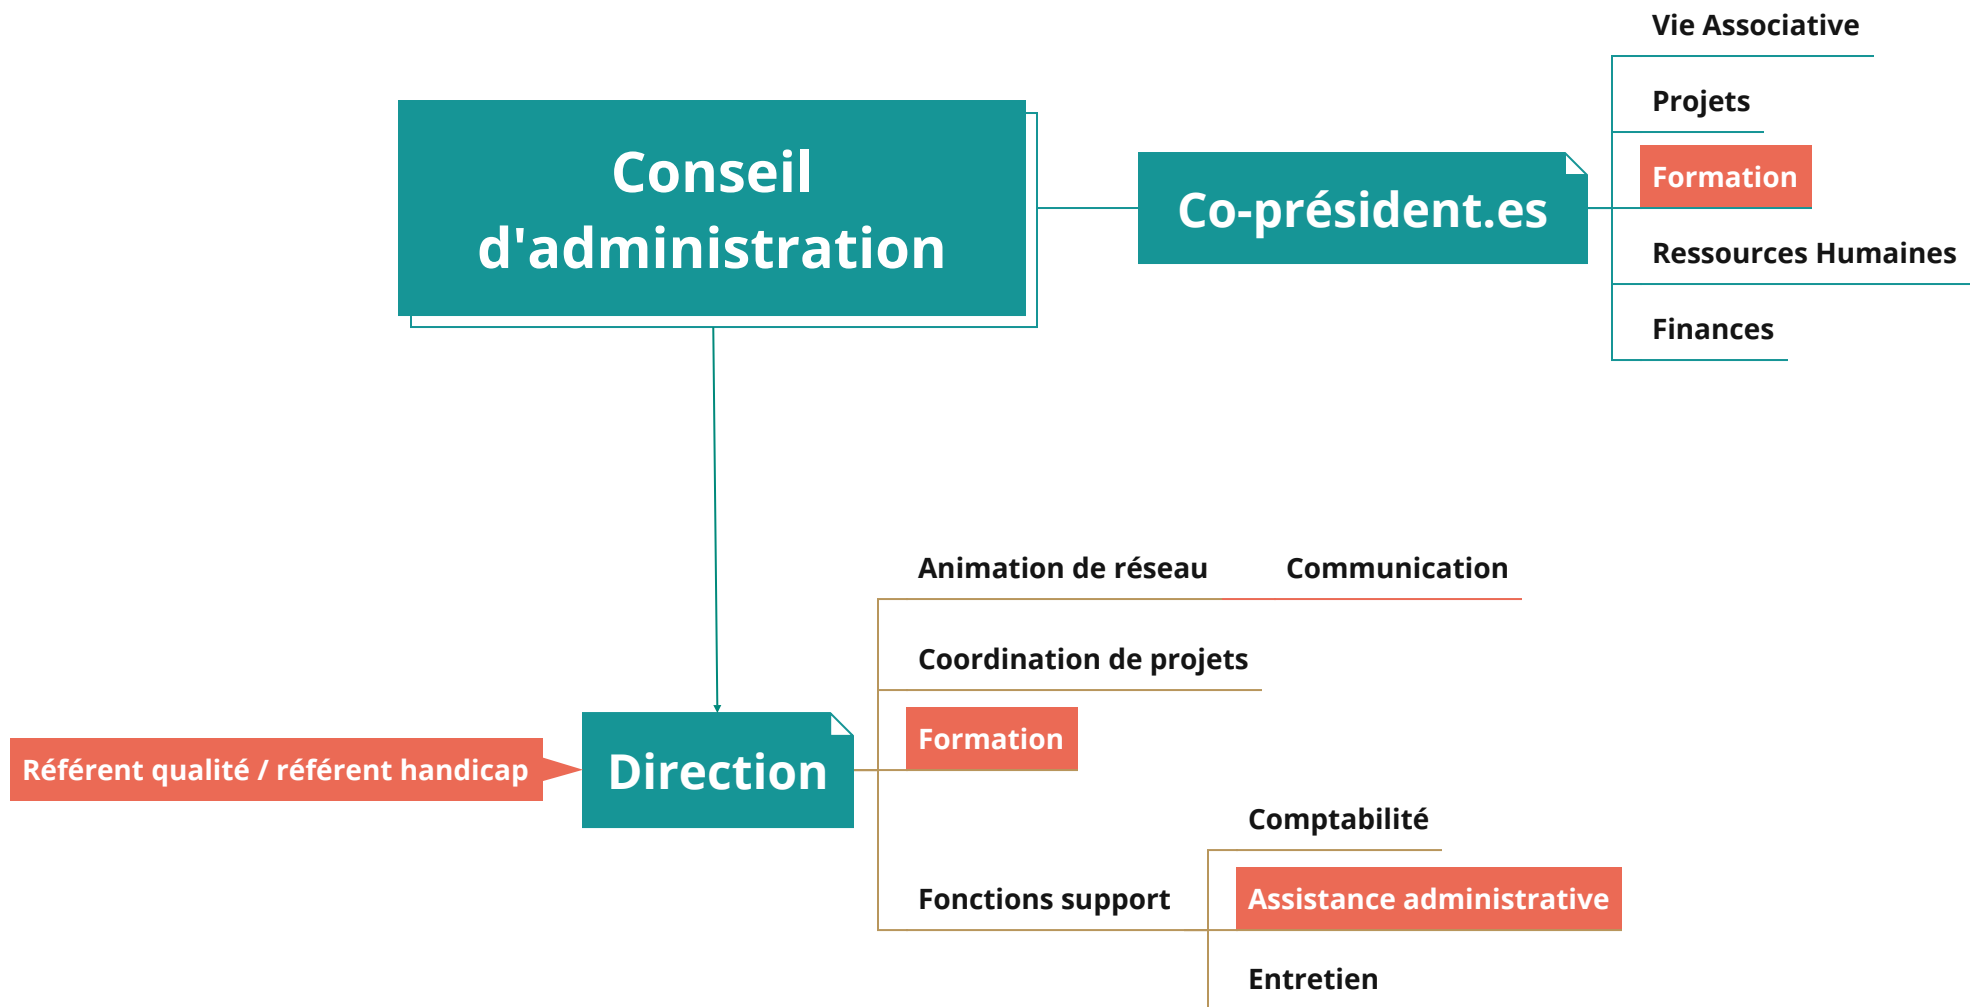 Vie Associative
Projets
Conseil
d'administration
Co-président.es
Formation
Ressources Humaines
Finances
Animation de réseau
Communication
Coordination de projets
Formation
Référent qualité / référent handicap
Direction
Comptabilité
Fonctions support
Assistance administrative
Entretien